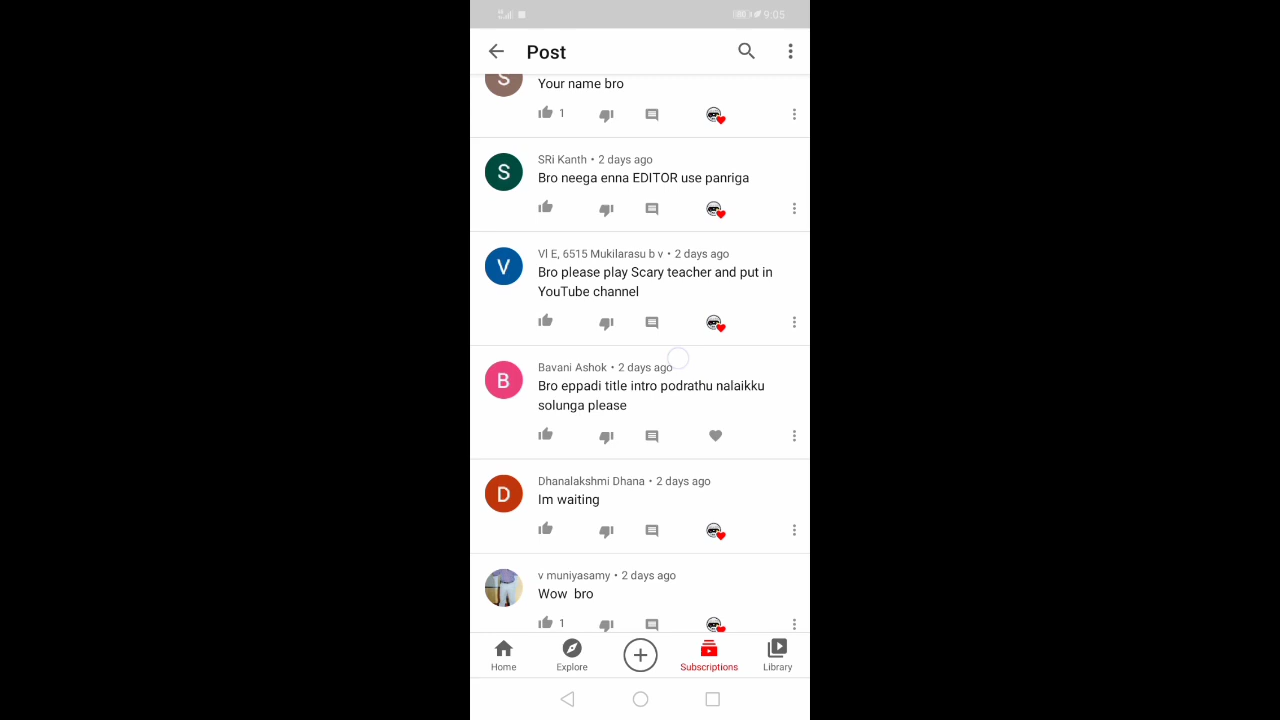 9:05
Post
S
Your name bro
1
S
SRi Kanth • 2 days ago
Bro neega enna EDITOR use panriga
V
VI E, 6515 Mukilarasu b v • 2 days ago
Bro please play Scary teacher and put in
YouTube channel
B
Bavani Ashok • 2 days ago
Bro eppadi title intro podrathu nalaikku
solunga please
D
Dhanalakshmi Dhana • 2 days ago
Im waiting
v muniyasamy • 2 days ago
Wow bro
1
Home
Explore
Subscriptions
Library